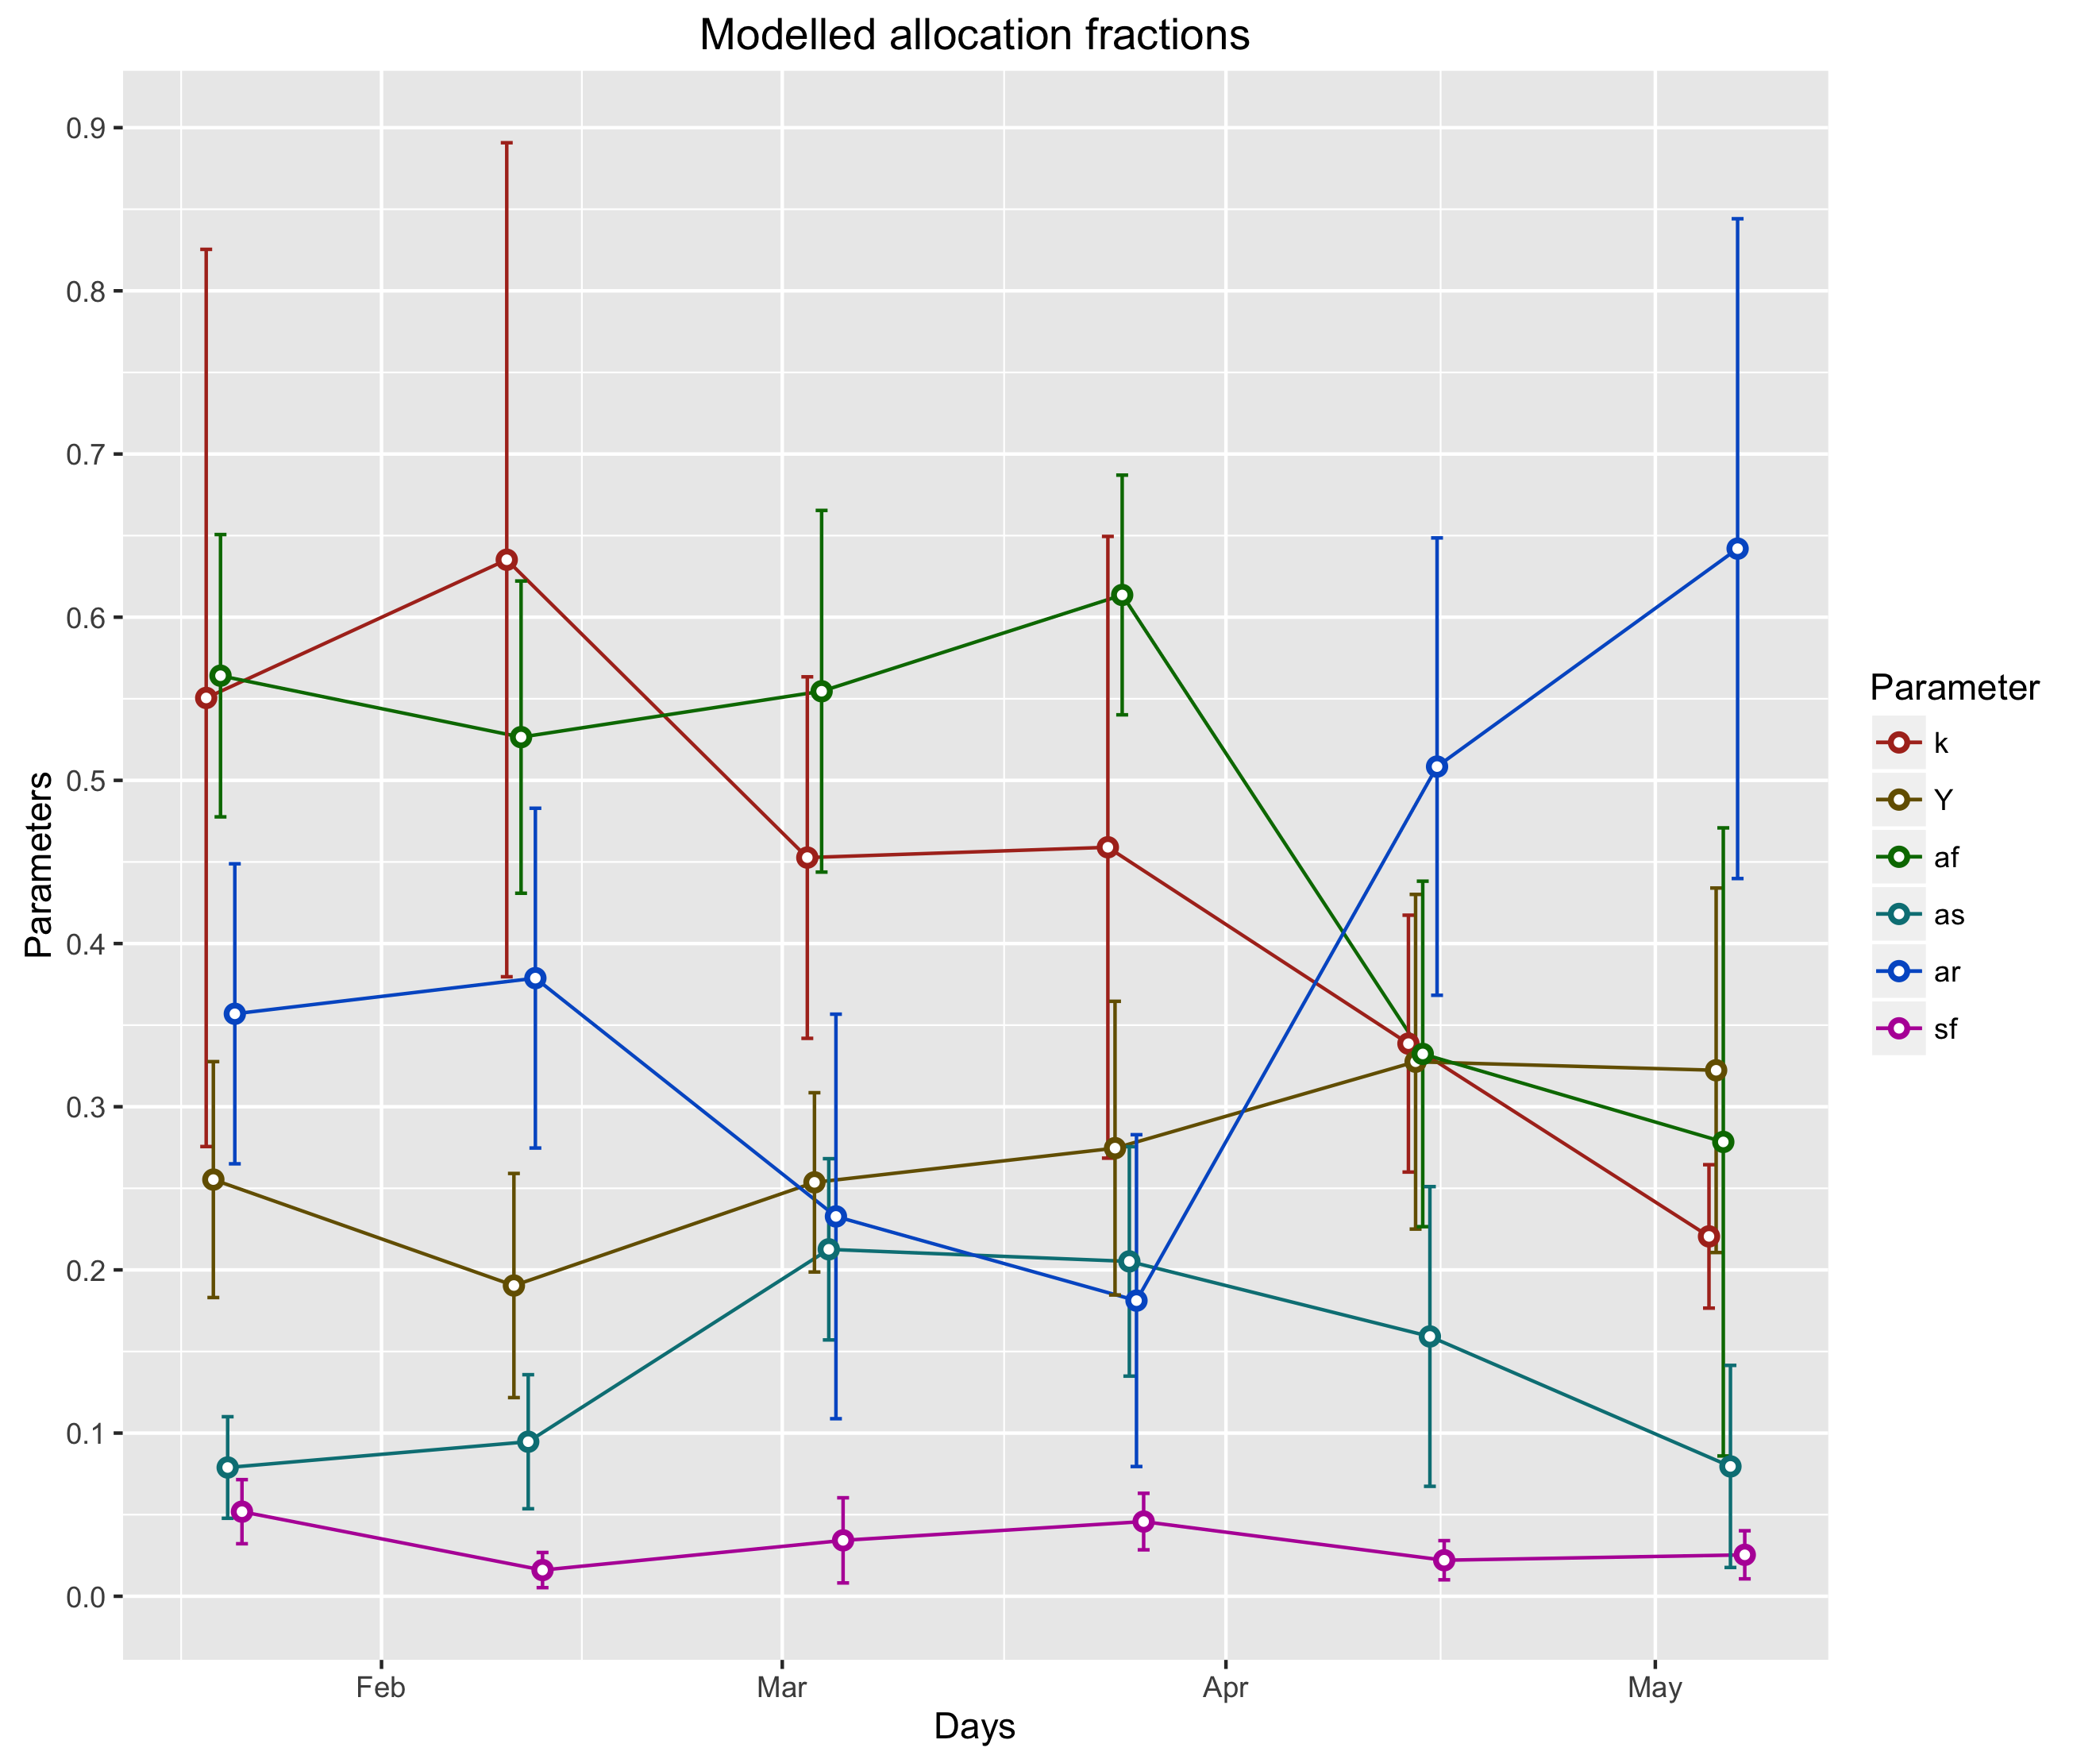 Modelled allocation fractions
Parameters
0.9
0.8
0.7
0.6
0.5
0.4
0.3
0.2
0.1
0.0
Feb Mar Apr May
Days
Parameter
k
Y
af
as
ar
sf